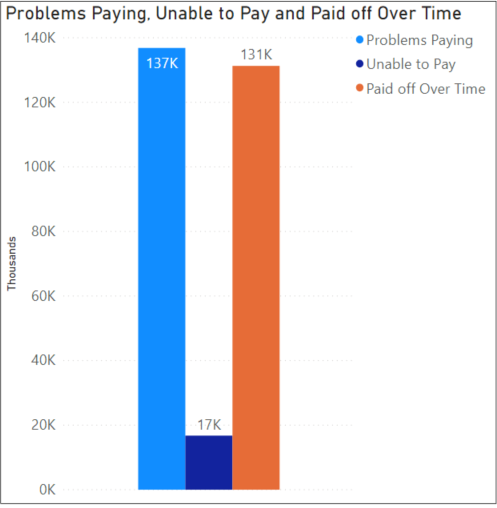 Problems Paying, Unable to Pay and Paid off Over Time
Problems Paying
Unable to Pay
Paid off Over Time
Thousands
140K
120K
100K
80K
60K
40K
20K
0K
137K
17K
131K